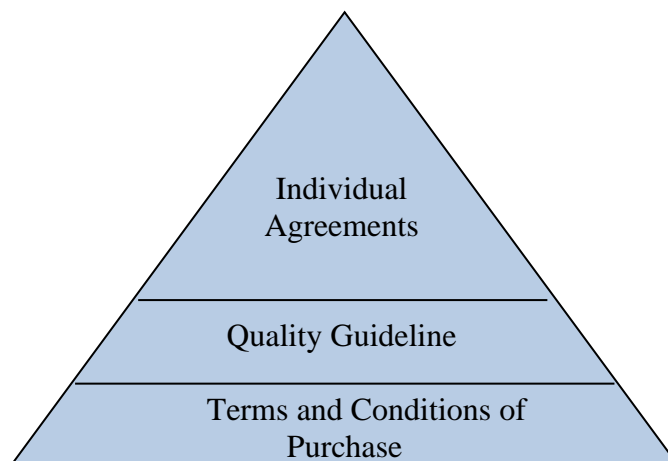 Individual
Agreements
Quality Guideline
Terms and Conditions of
Purchase